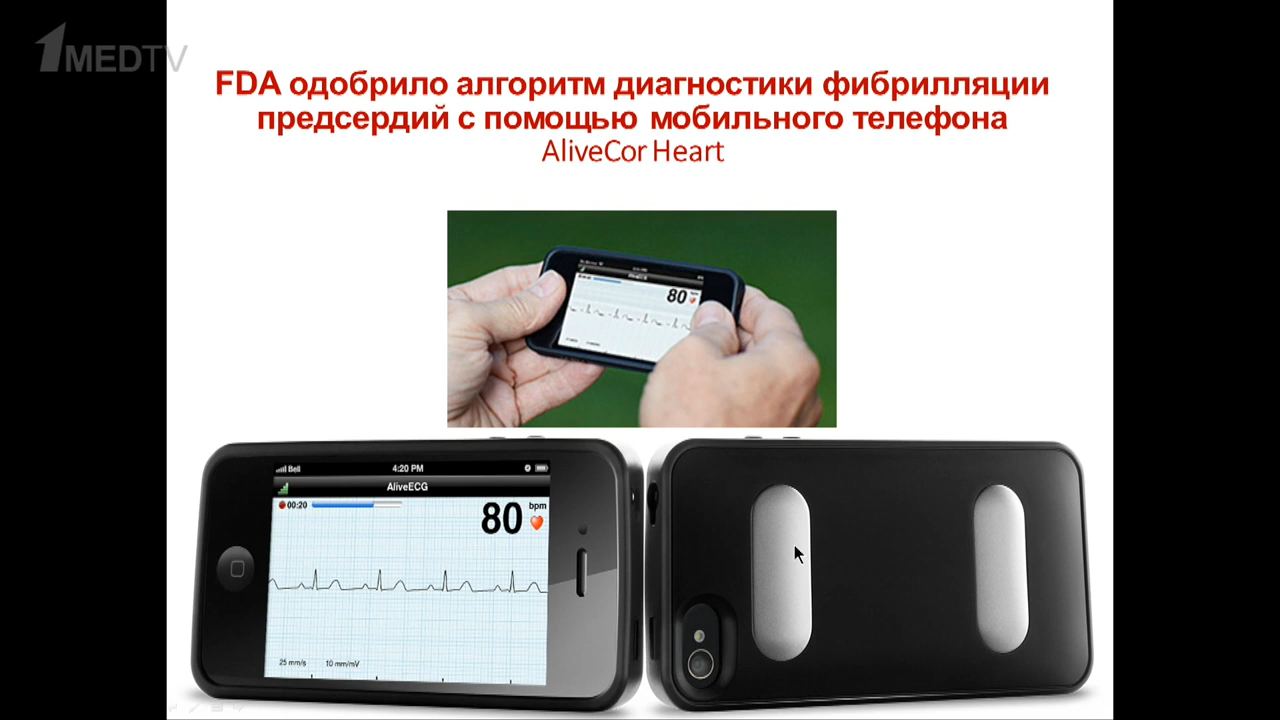 1MEDTV
FDA одобрило алгоритм диагностики фибрилляции
предсердий с помощью мобильного телефона
AliveCor Heart
80
Bell 4:20 PM
AliveECG
00:20
80 bpm
25 mm/s 10 mm/mV